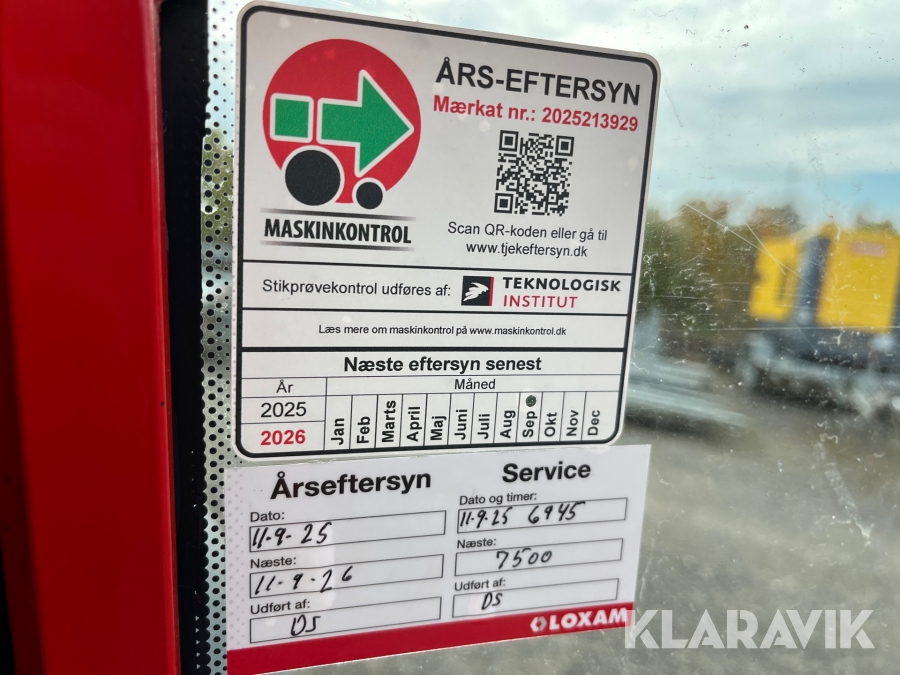 ÅRS-EFTERSYN
Mærkat nr.: 2025213929
MASKINKONTROL
Scan QR-koden eller gå til
www.tjekeftersyn.dk
Stikprøvekontrol udføres af: TEKNOLOGISK INSTITUT
Læs mere om maskinkontrol på www.maskinkontrol.dk
Næste eftersyn senest
År Måned
2025
2026
Jan Feb Marts April Maj Juni Juli Aug Sep Okt Nov Dec
Årseftersyn
Dato:
11-9-25
Næste:
11-9-26
Udført af:
DS
Service
Dato og timer:
11-9-25 6945
Næste:
7500
Udført af:
DS
LOXAM
KLARAVIK